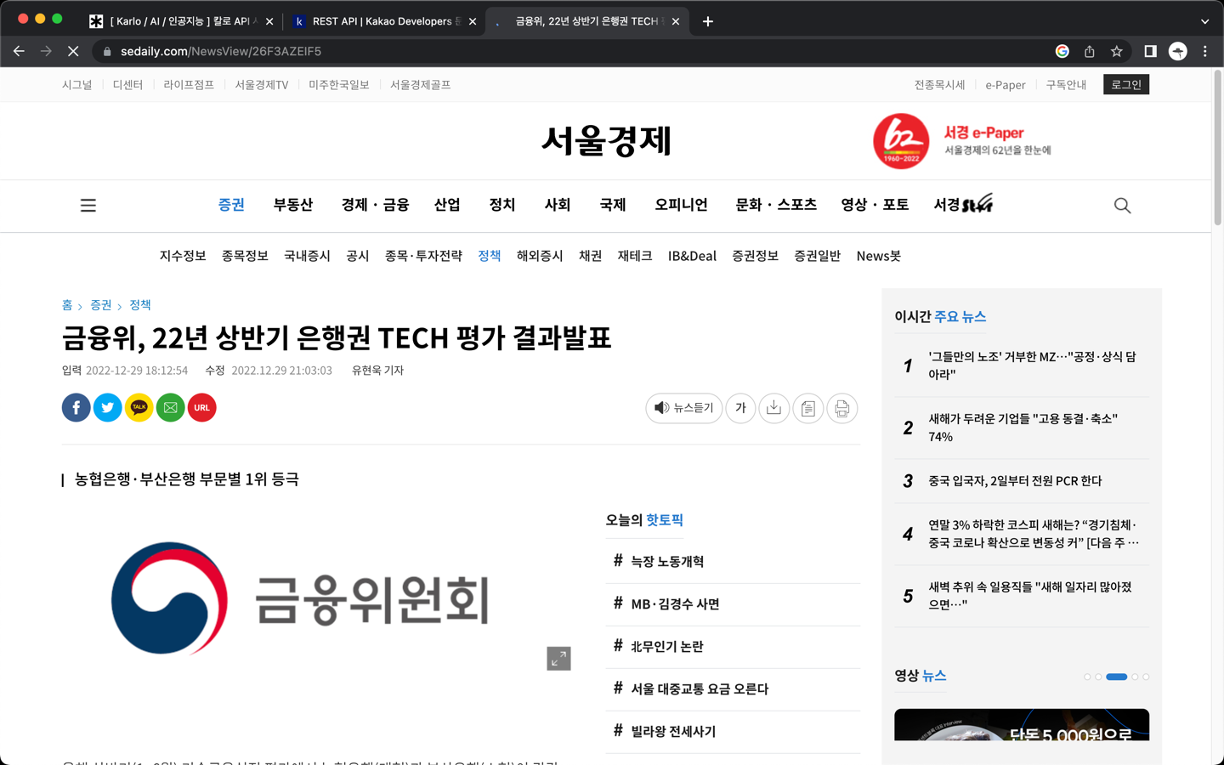 [ Karlo / AI / 인공지능 ] 칼로 API
REST API | Kakao Developers
금융위, 22년 상반기 은행권 TECH
sedaily.com/NewsView/26F3AZEIF5
시그널 디센터 라이프점프 서울경제TV 미주한국일보 서울경제골프
전종목시세 e-Paper 구독안내 로그인
서울경제
62
1960~2022
서경 e-Paper
서울경제의 62년을 한눈에
증권 부동산 경제·금융 산업 정치 사회 국제 오피니언 문화·스포츠 영상·포토 서경
지수정보 종목정보 국내증시 공시 종목·투자전략 정책 해외증시 채권 재테크 IB&Deal 증권정보 증권일반 News봇
홈 > 증권 > 정책
금융위, 22년 상반기 은행권 TECH 평가 결과발표
입력 2022-12-29 18:12:54 수정 2022.12.29 21:03:03 유현욱 기자
TALK
URL
뉴스듣기 가
농협은행·부산은행 부문별 1위 등극
금융위원회
오늘의 핫토픽
# 늑장 노동개혁
# MB·김경수 사면
# 北무인기 논란
# 서울 대중교통 요금 오른다
# 빌라왕 전세사기
이시간 주요 뉴스
1 '그들만의 노조' 거부한 MZ…"공정·상식 담
아라"
2 새해가 두려운 기업들 "고용 동결·축소"
74%
3 중국 입국자, 2일부터 전원 PCR 한다
4 연말 3% 하락한 코스피 새해는? “경기침체·
중국 코로나 확산으로 변동성 커” [다음 주 …
5 새벽 추위 속 일용직들 "새해 일자리 많아졌
으면…"
영상 뉴스
단돈 5,000원으로